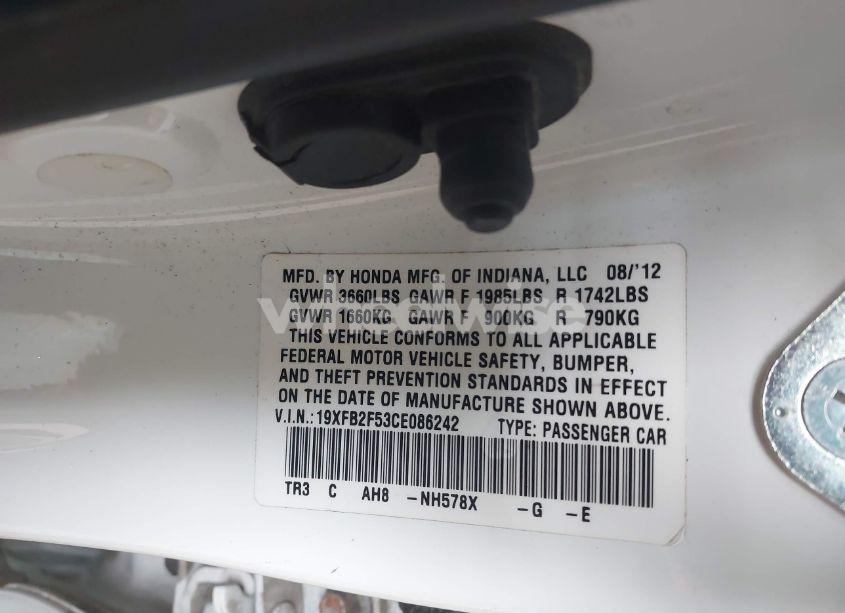 MFD. BY HONDA MFG. OF INDIANA, LLC 08/'12
GVWR 3660LBS GAWR F 1985LBS R 1742LBS
GVWR 1660KG GAWR F 900KG R 790KG
THIS VEHICLE CONFORMS TO ALL APPLICABLE
FEDERAL MOTOR VEHICLE SAFETY, BUMPER,
AND THEFT PREVENTION STANDARDS IN EFFECT
ON THE DATE OF MANUFACTURE SHOWN ABOVE.
V.I.N.:19XFB2F53CE086242 TYPE: PASSENGER CAR
TR3 C AH8 -NH578X -G -E